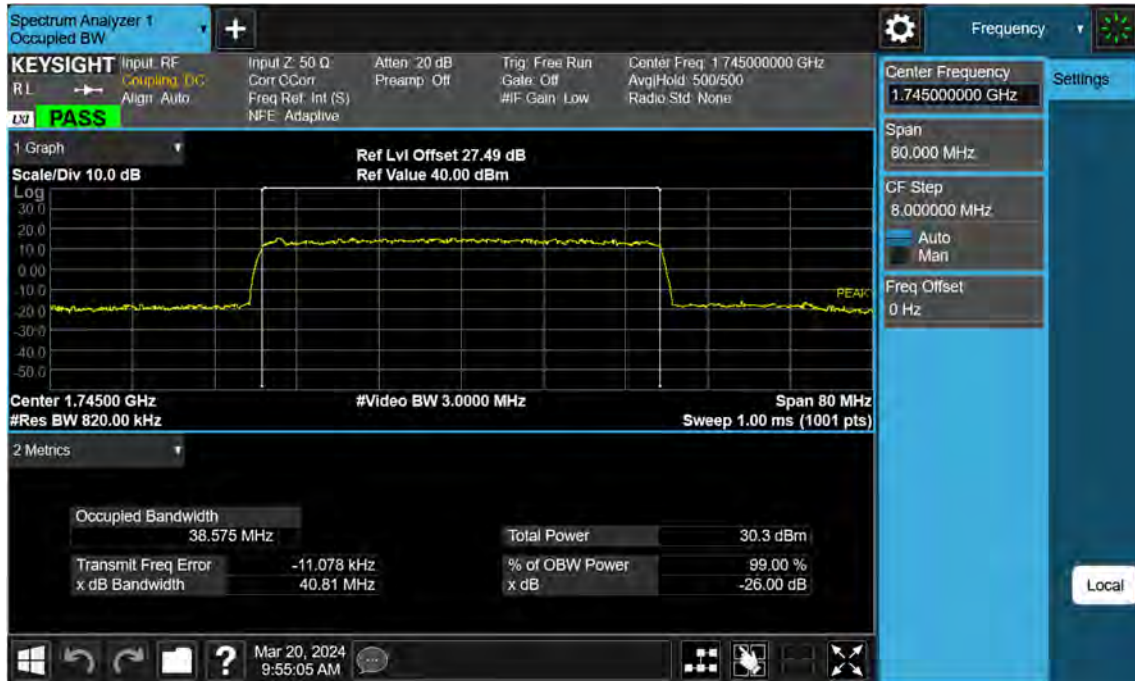 Spectrum Analyzer 1
Occupied BW
+
Frequency
KEYSIGHT
R L
LXI
PASS
Input: RF
Coupling: DC
Align: Auto
Input Z: 50 Ω
Corr CCorr
Freq Ref: Int (S)
NFE: Adaptive
Atten: 20 dB
Preamp: Off
Trig: Free Run
Gate: Off
#IF Gain: Low
Center Freq: 1.745000000 GHz
Avg|Hold: 500/500
Radio Std: None
Center Frequency
1.745000000 GHz
Settings
Span
80.000 MHz
CF Step
8.000000 MHz
Auto
Man
Freq Offset
0 Hz
Local
1 Graph
Scale/Div 10.0 dB
Ref Lvl Offset 27.49 dB
Ref Value 40.00 dBm
Log
30.0
20.0
10.0
0.00
-10.0
-20.0
-30.0
-40.0
-50.0
PEAK
Center 1.74500 GHz
#Video BW 3.0000 MHz
Span 80 MHz
#Res BW 820.00 kHz
Sweep 1.00 ms (1001 pts)
2 Metrics
Occupied Bandwidth
38.575 MHz
Total Power 30.3 dBm
Transmit Freq Error -11.078 kHz
% of OBW Power 99.00 %
x dB Bandwidth 40.81 MHz
x dB -26.00 dB
?
Mar 20, 2024
9:55:05 AM